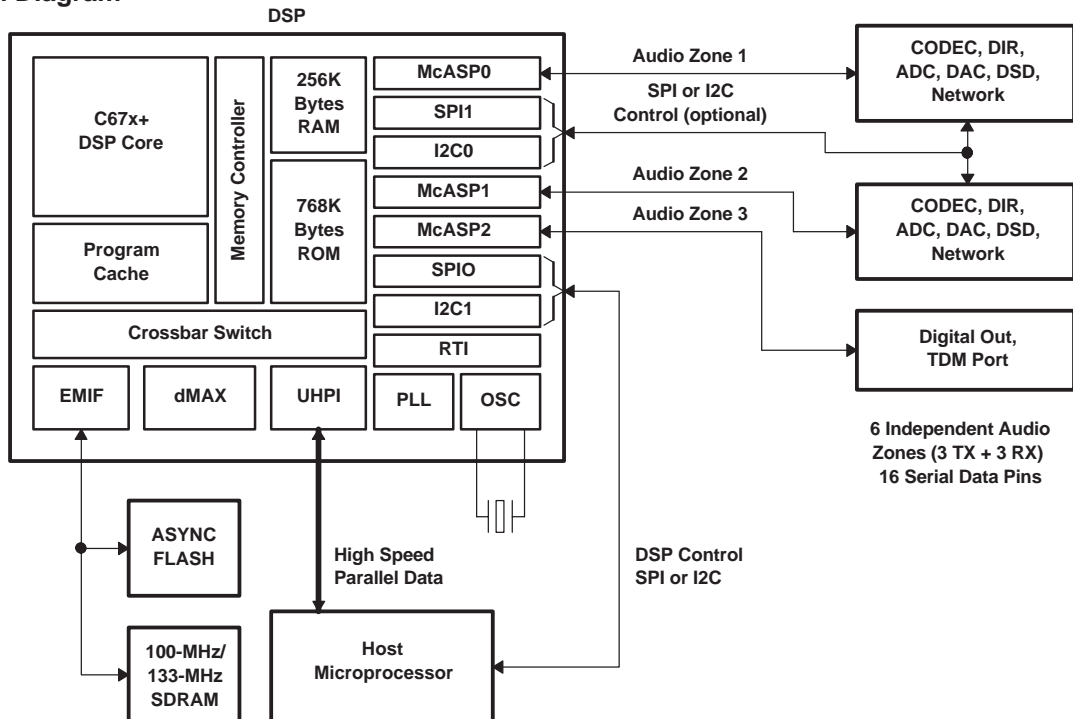 Diagram
DSP
C67x+
DSP Core
Program
Cache
Memory Controller
256K
Bytes
RAM
768K
Bytes
ROM
McASP0
SPI1
I2C0
McASP1
McASP2
SPIO
I2C1
RTI
Crossbar Switch
EMIF
dMAX
UHPI
PLL
OSC
Audio Zone 1
SPI or I2C
Control (optional)
Audio Zone 2
Audio Zone 3
CODEC, DIR,
ADC, DAC, DSD,
Network
CODEC, DIR,
ADC, DAC, DSD,
Network
Digital Out,
TDM Port
6 Independent Audio
Zones (3 TX + 3 RX)
16 Serial Data Pins
ASYNC
FLASH
100-MHz/
133-MHz
SDRAM
High Speed
Parallel Data
Host
Microprocessor
DSP Control
SPI or I2C